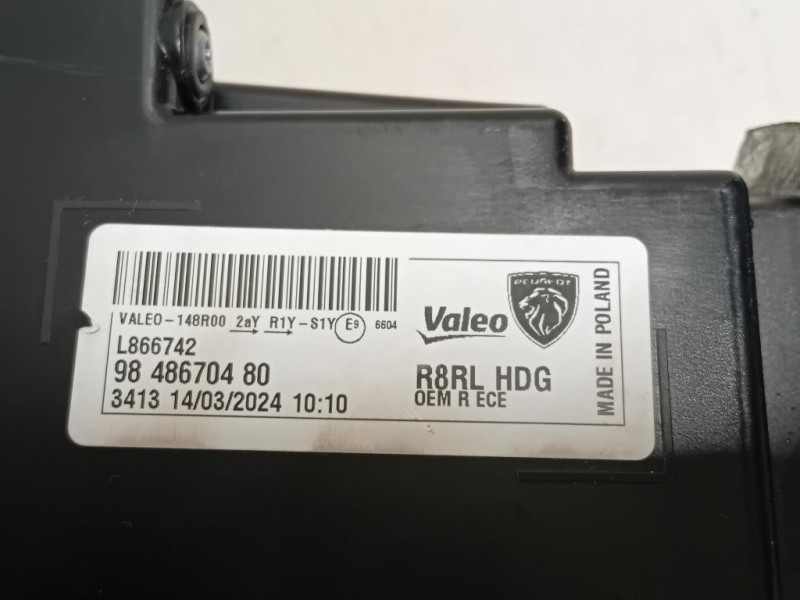 VALEO-148R00 2aY R1Y-S1Y E9 6604
L866742
98 486704 80
3413 14/03/2024 10:10
Valeo
PEUGEOT
R8RL HDG
OEM R ECE
MADE IN POLAND